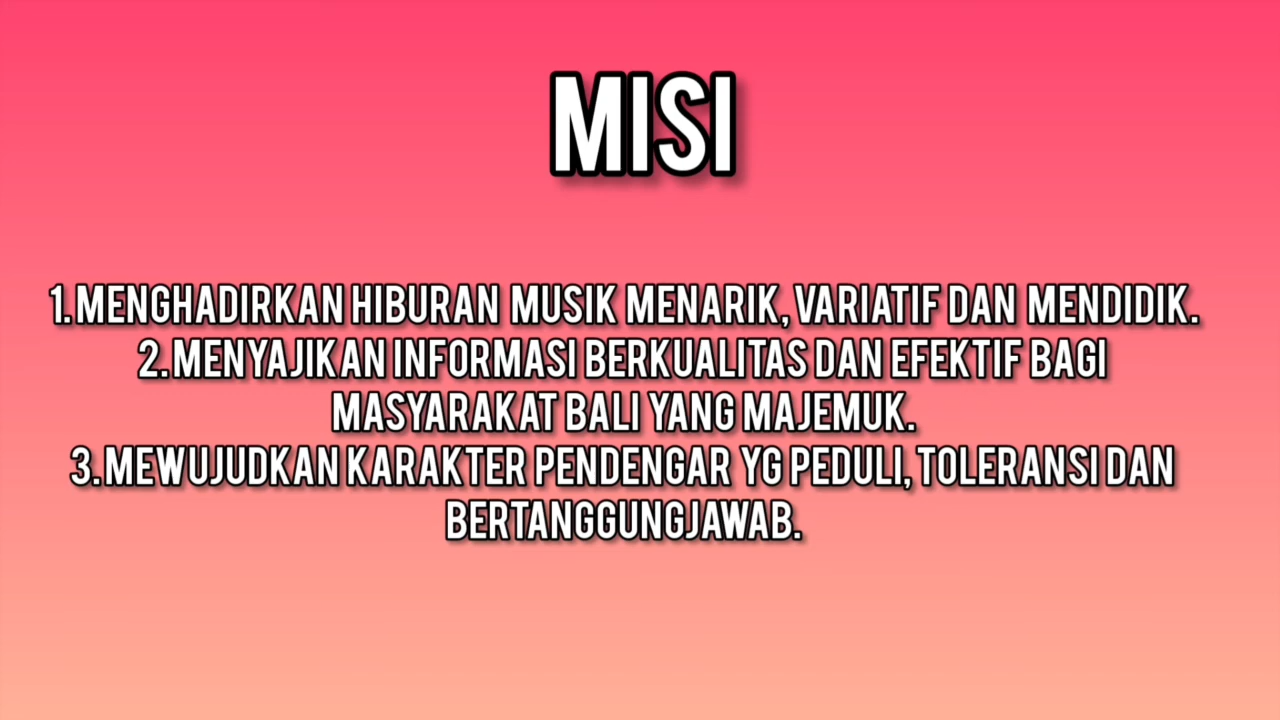 MISI
1.MENGHADIRKAN HIBURAN MUSIK MENARIK, VARIATIF DAN MENDIDIK.
2.MENYAJIKAN INFORMASI BERKUALITAS DAN EFEKTIF BAGI
MASYARAKAT BALI YANG MAJEMUK.
3.MEWUJUDKAN KARAKTER PENDENGAR YG PEDULI, TOLERANSI DAN
BERTANGGUNGJAWAB.